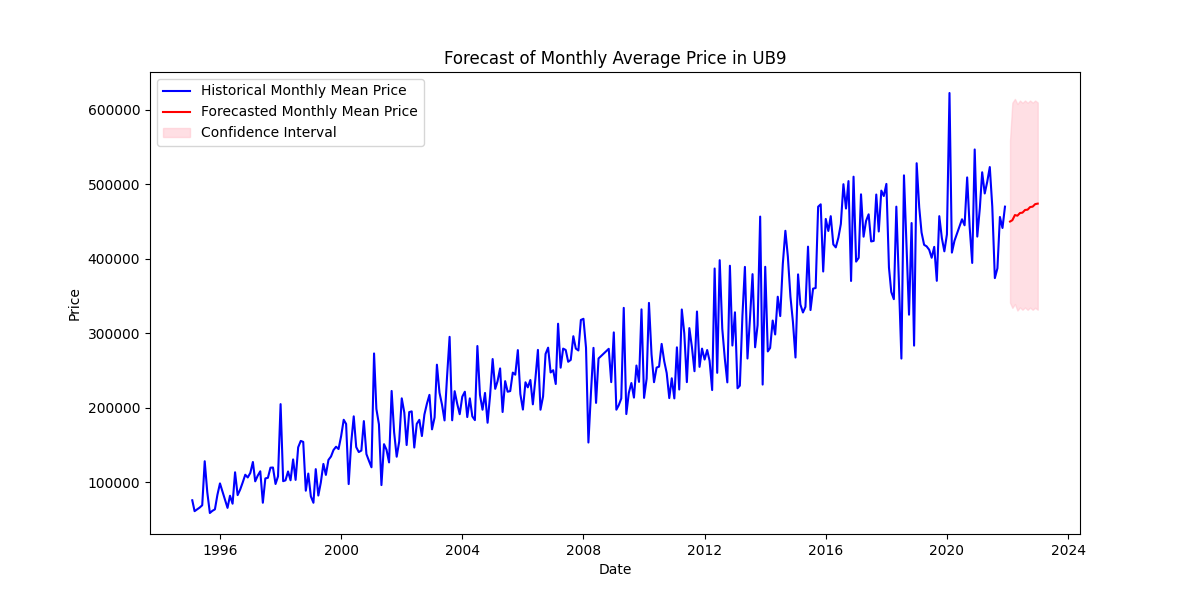 Forecast of Monthly Average Price in UB9
Historical Monthly Mean Price
Forecasted Monthly Mean Price
Confidence Interval
Price
600000
500000
400000
300000
200000
100000
1996 2000 2004 2008 2012 2016 2020 2024
Date